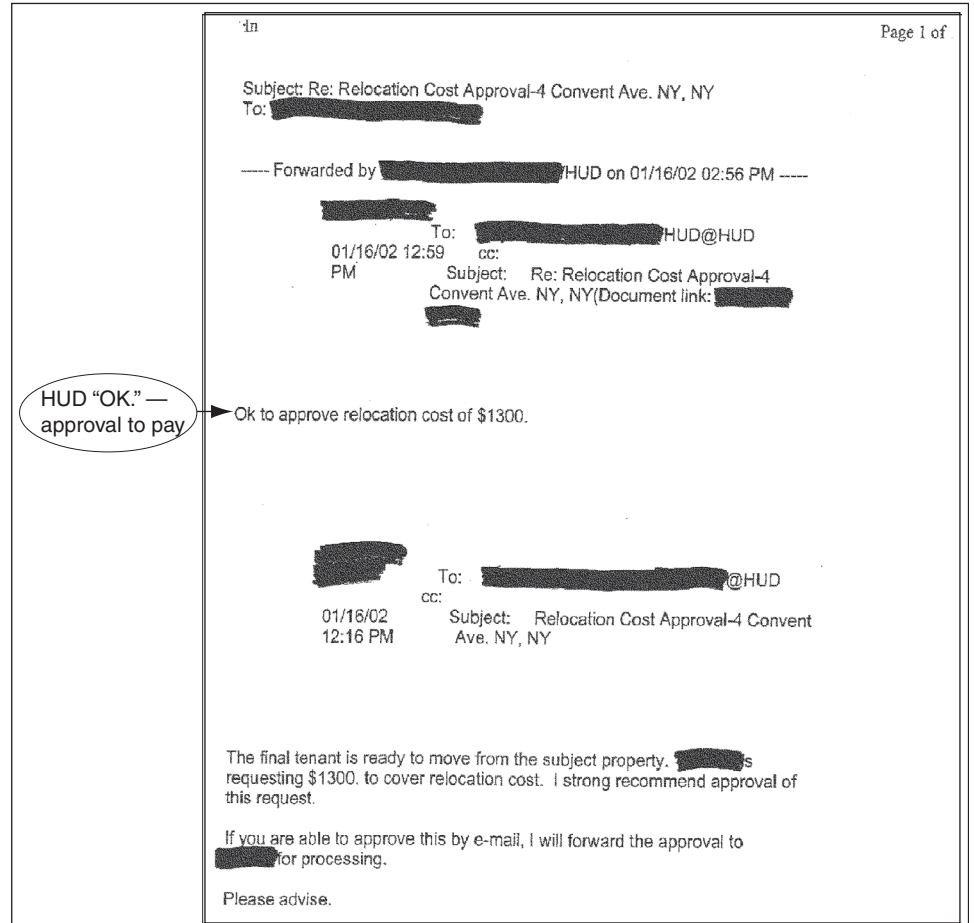 in
Page 1 of
Subject: Re: Relocation Cost Approval-4 Convent Ave. NY, NY
To:
----- Forwarded by /HUD on 01/16/02 02:56 PM -----
To: HUD@HUD
01/16/02 12:59 cc:
PM Subject: Re: Relocation Cost Approval-4
Convent Ave. NY, NY(Document link:
HUD “OK.” —
approval to pay
Ok to approve relocation cost of $1300.
To: @HUD
cc:
01/16/02 Subject: Relocation Cost Approval-4 Convent
12:16 PM Ave. NY, NY
The final tenant is ready to move from the subject property. s
requesting $1300. to cover relocation cost. I strong recommend approval of
this request.
If you are able to approve this by e-mail, I will forward the approval to
for processing.
Please advise.